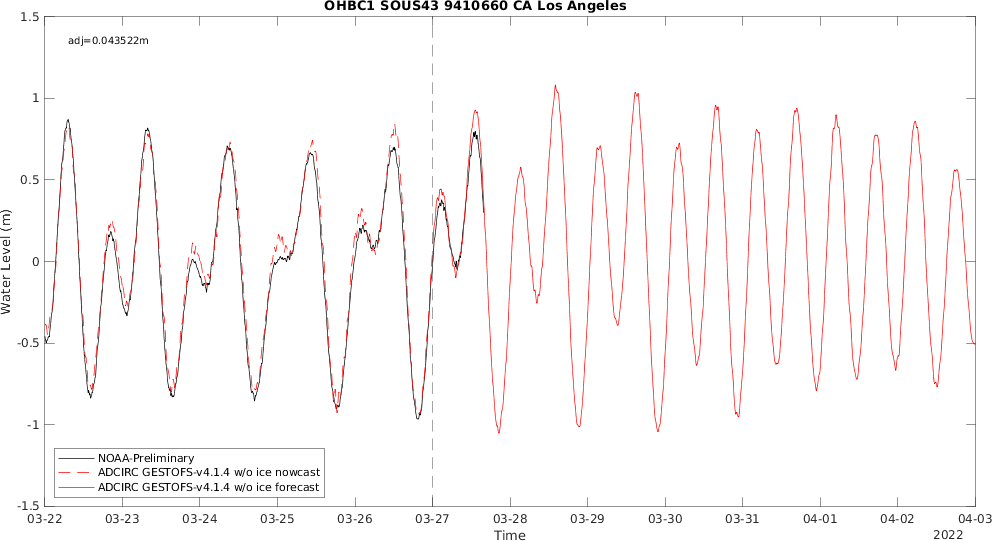 OHBC1 SOUS43 9410660 CA Los Angeles
1.5
adj=0.043522m
1
0.5
0
-0.5
-1
-1.5
Water Level (m)
NOAA-Preliminary
ADCIRC GESTOFS-v4.1.4 w/o ice nowcast
ADCIRC GESTOFS-v4.1.4 w/o ice forecast
03-22 03-23 03-24 03-25 03-26 03-27 03-28 03-29 03-30 03-31 04-01 04-02 04-03
Time
2022